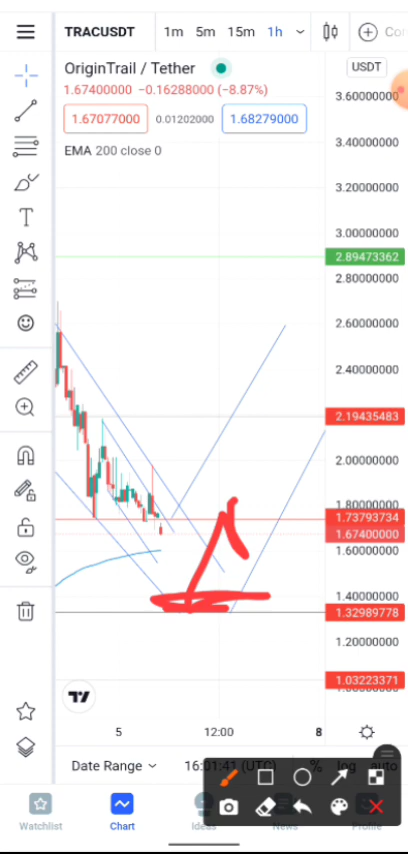 TRACUSDT 1m 5m 15m 1h
OriginTrail / Tether USDT
1.67400000 −0.16288000 (−8.87%)
1.67077000 0.01202000 1.68279000
EMA 200 close 0
3.60000000
3.40000000
3.20000000
3.00000000
2.89473362
2.80000000
2.60000000
2.40000000
2.19435483
2.00000000
1.80000000
1.73793734
1.67400000
1.60000000
1.40000000
1.32989778
1.20000000
1.03223371
5 12:00 8
Date Range 16:01:41 (UTC) % log auto
Watchlist Chart Ideas News Profile